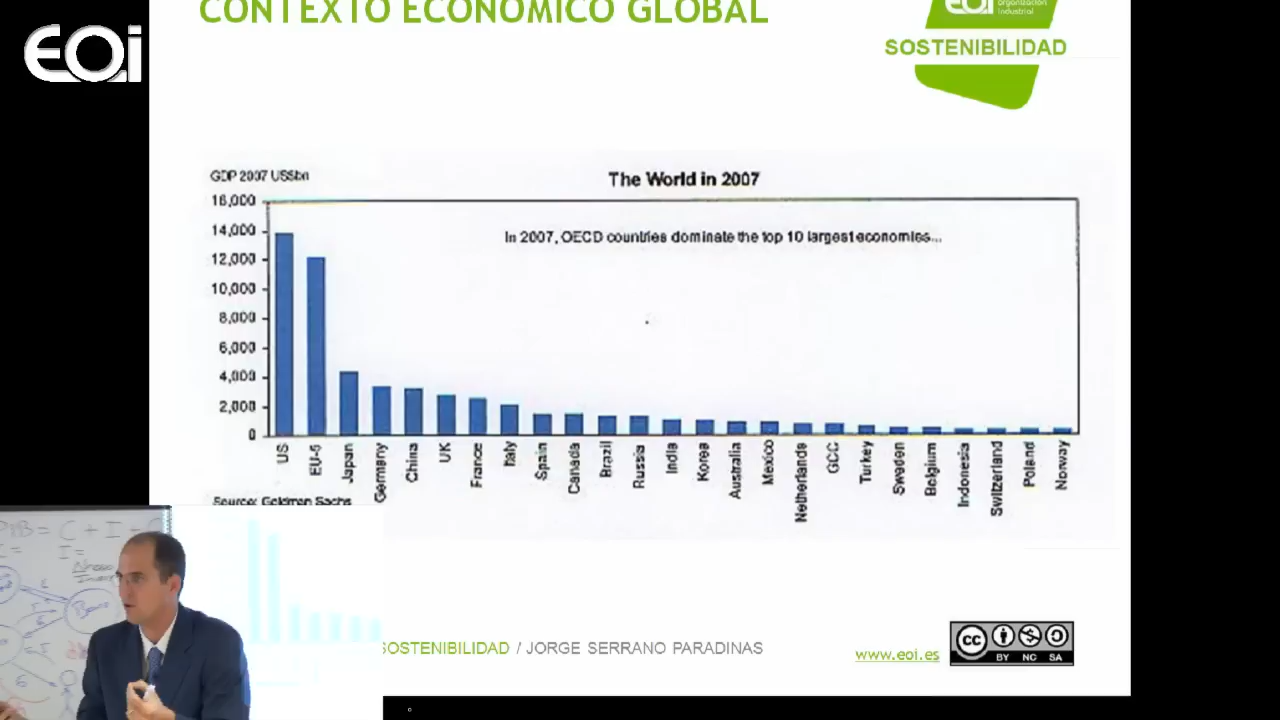 CONTEXTO ECONÓMICO GLOBAL
EOi
EOi
organización
industrial
SOSTENIBILIDAD
GDP 2007 US$bn
The World in 2007
In 2007, OECD countries dominate the top 10 largest economies...
16,000
14,000
12,000
10,000
8,000
6,000
4,000
2,000
0
US
EU-5
Japan
Germany
China
UK
France
Italy
Spain
Canada
Brazil
Russia
India
Korea
Australia
Mexico
Netherlands
GCC
Turkey
Sweden
Belgium
Indonesia
Switzerland
Poland
Norway
Source: Goldman Sachs
= C + I +
I =
SOSTENIBILIDAD / JORGE SERRANO PARADINAS
www.eoi.es
cc
BY NC SA